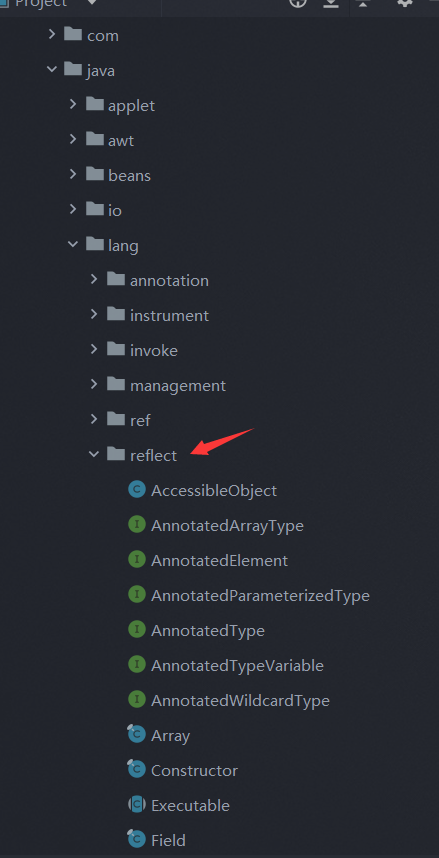 Project
com
java
applet
awt
beans
io
lang
annotation
instrument
invoke
management
ref
reflect
AccessibleObject
AnnotatedArrayType
AnnotatedElement
AnnotatedParameterizedType
AnnotatedType
AnnotatedTypeVariable
AnnotatedWildcardType
Array
Constructor
Executable
Field